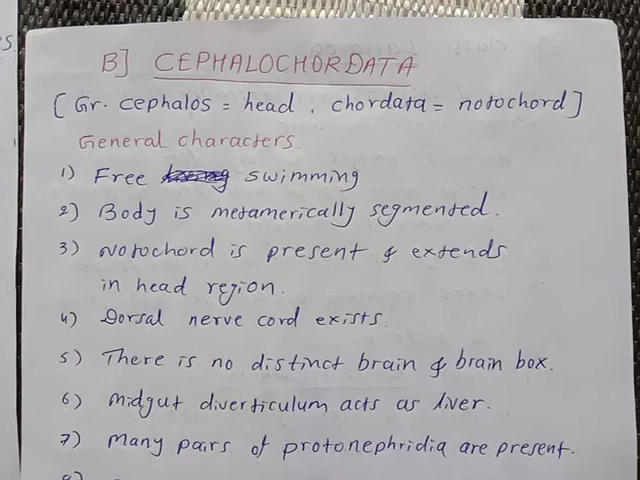 B] CEPHALOCHORDATA
[Gr. cephalos = head . chordata = notochord]
General characters.
1) Free swimming
2) Body is metamerically segmented.
3) Notochord is present & extends
in head region.
4) Dorsal nerve cord exists.
5) There is no distinct brain & brain box.
6) Midgut diverticulum acts as liver.
7) Many pairs of protonephridia are present.